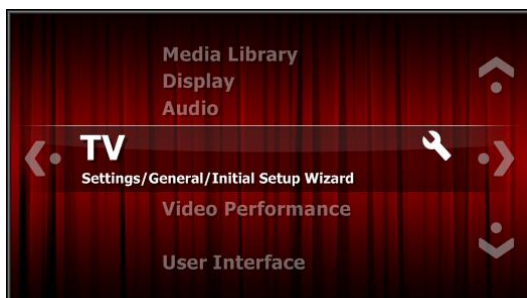 Media Library
Display
Audio
TV
Settings/General/Initial Setup Wizard
Video Performance
User Interface